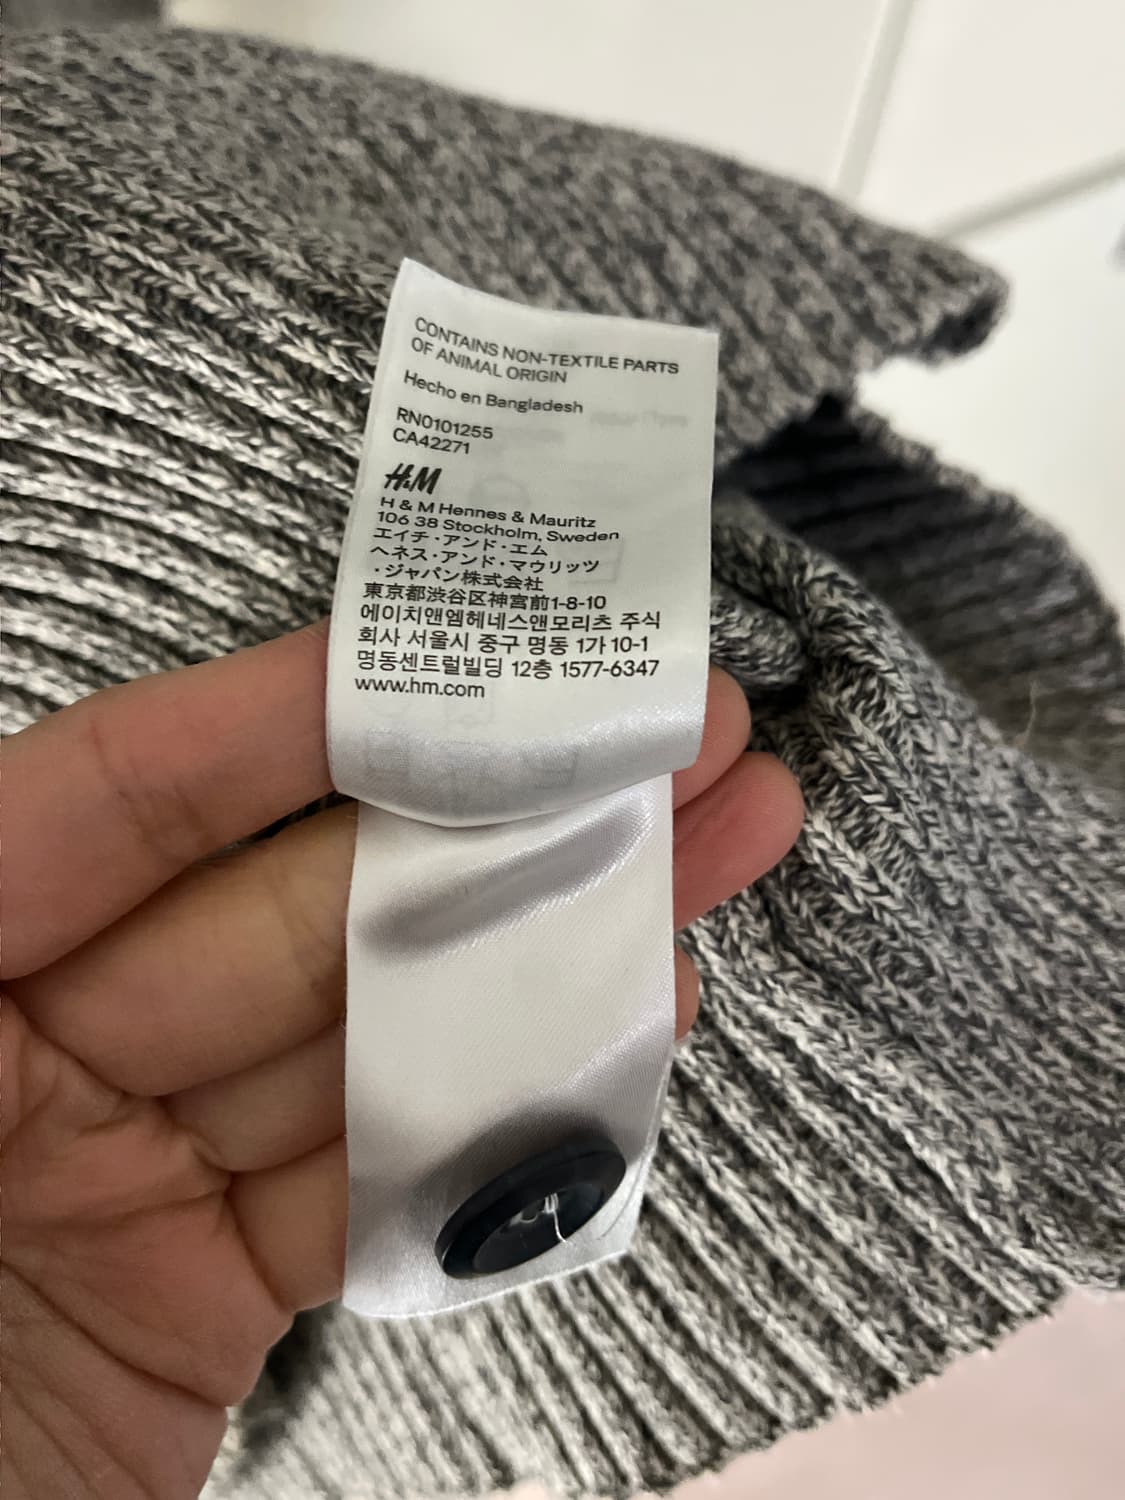 CONTAINS NON-TEXTILE PARTS
OF ANIMAL ORIGIN
Hecho en Bangladesh
RN0101255
CA42271
H&M
H & M Hennes & Mauritz
106 38 Stockholm, Sweden
エイチ・アンド・エム
ヘネス・アンド・マウリッツ
・ジャパン株式会社
東京都渋谷区神宮前1-8-10
에이치앤엠헤네스앤모리츠 주식
회사 서울시 중구 명동 1가 10-1
명동센트럴빌딩 12층 1577-6347
www.hm.com